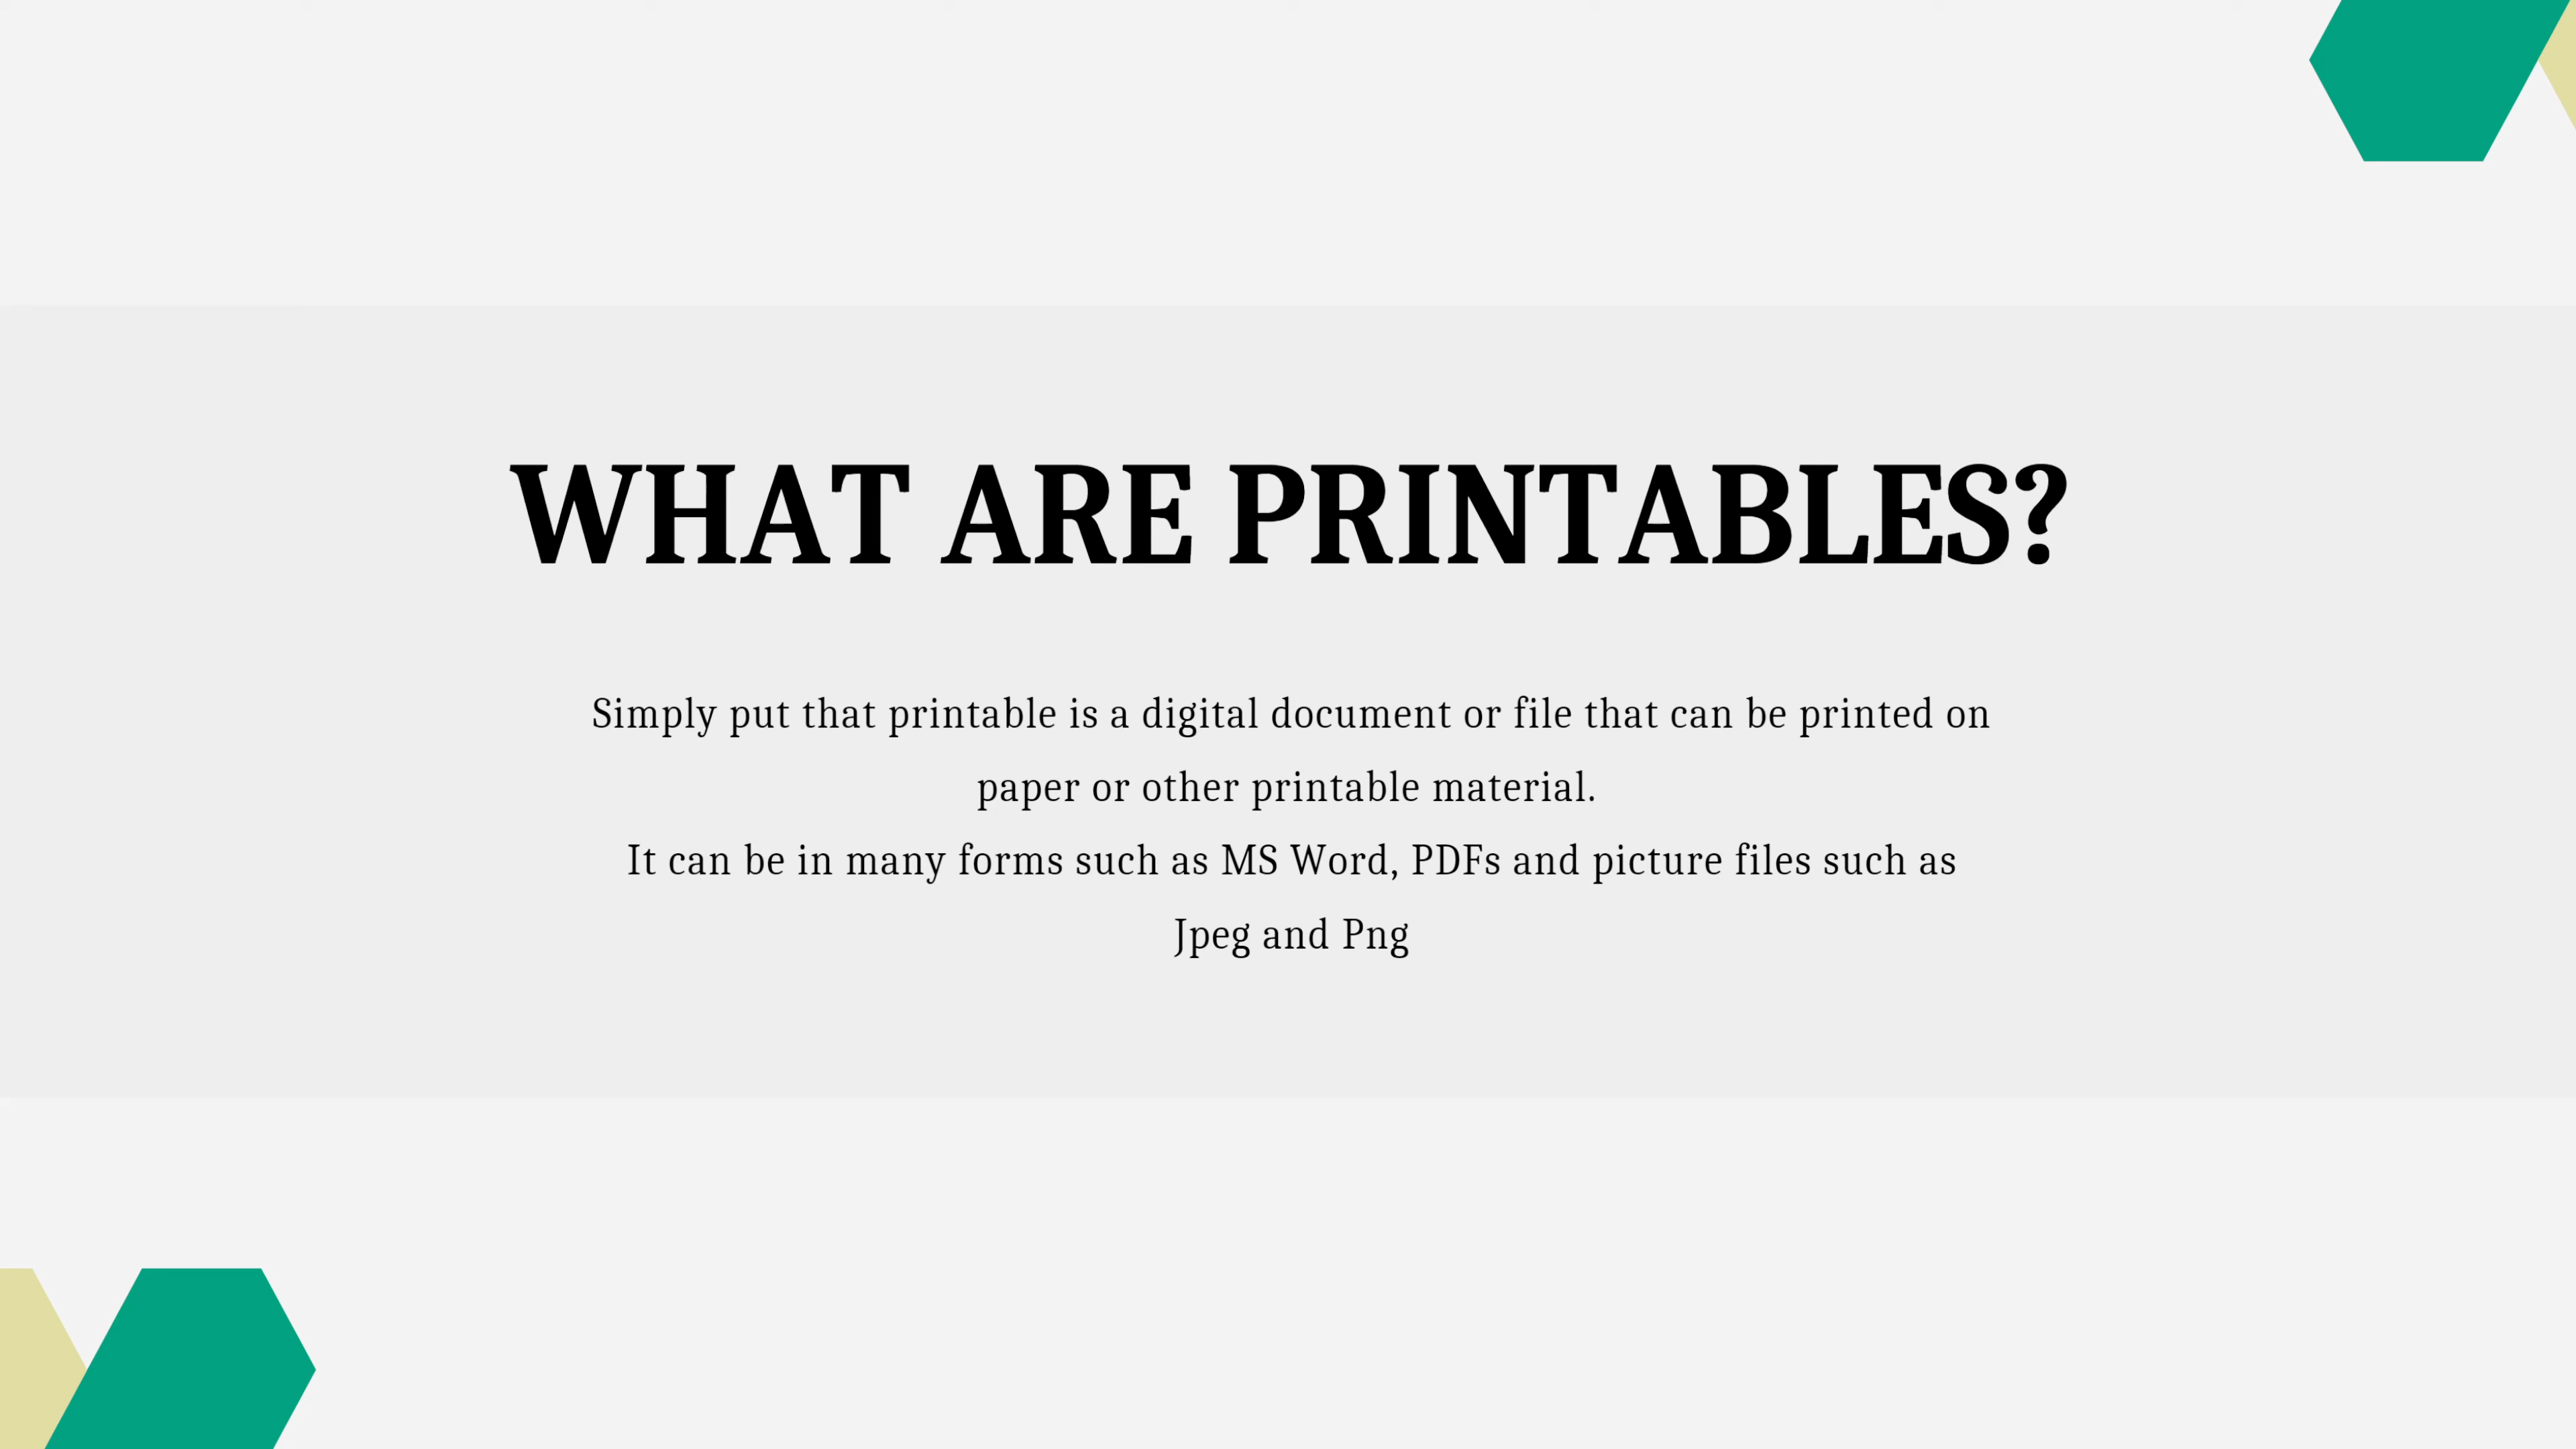 WHAT ARE PRINTABLES?
Simply put that printable is a digital document or file that can be printed on
paper or other printable material.
It can be in many forms such as MS Word, PDFs and picture files such as
Jpeg and Png